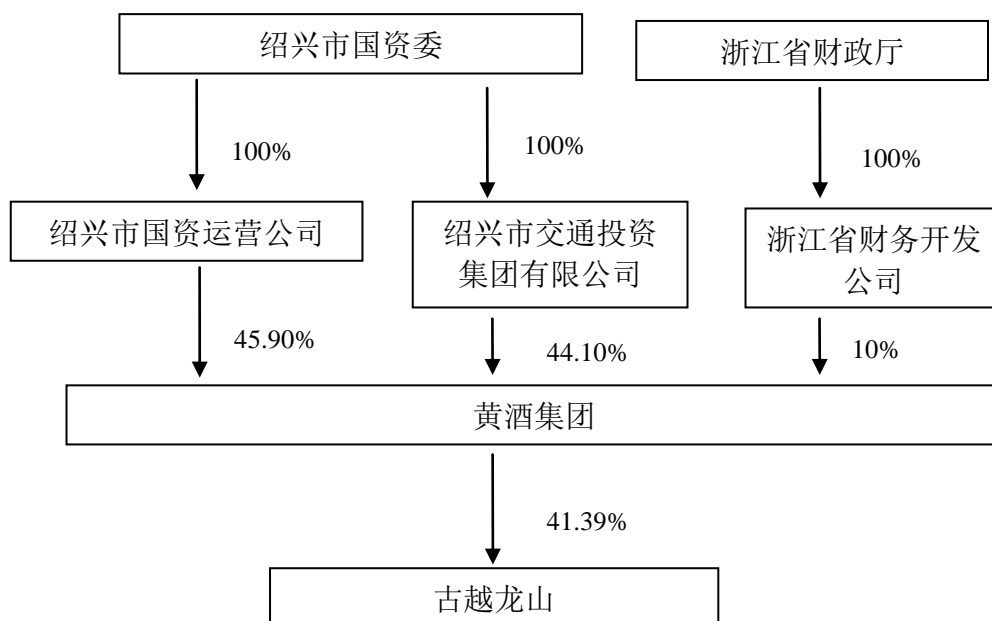 绍兴市国资委
浙江省财政厅
100%
100%
100%
绍兴市国资运营公司
绍兴市交通投资
集团有限公司
浙江省财务开发
公司
45.90%
44.10%
10%
黄酒集团
41.39%
古越龙山